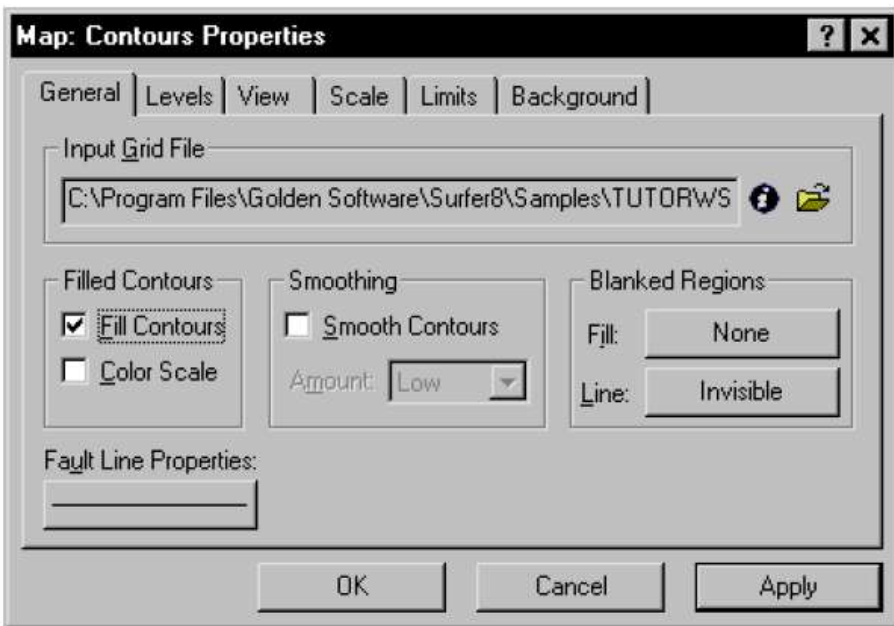 Map: Contours Properties
General Levels View Scale Limits Background
Input Grid File
C:\Program Files\Golden Software\Surfer8\Samples\TUTORWS
Filled Contours
Fill Contours
Color Scale
Smoothing
Smooth Contours
Amount: Low
Blanked Regions
Fill: None
Line: Invisible
Fault Line Properties:
OK Cancel Apply